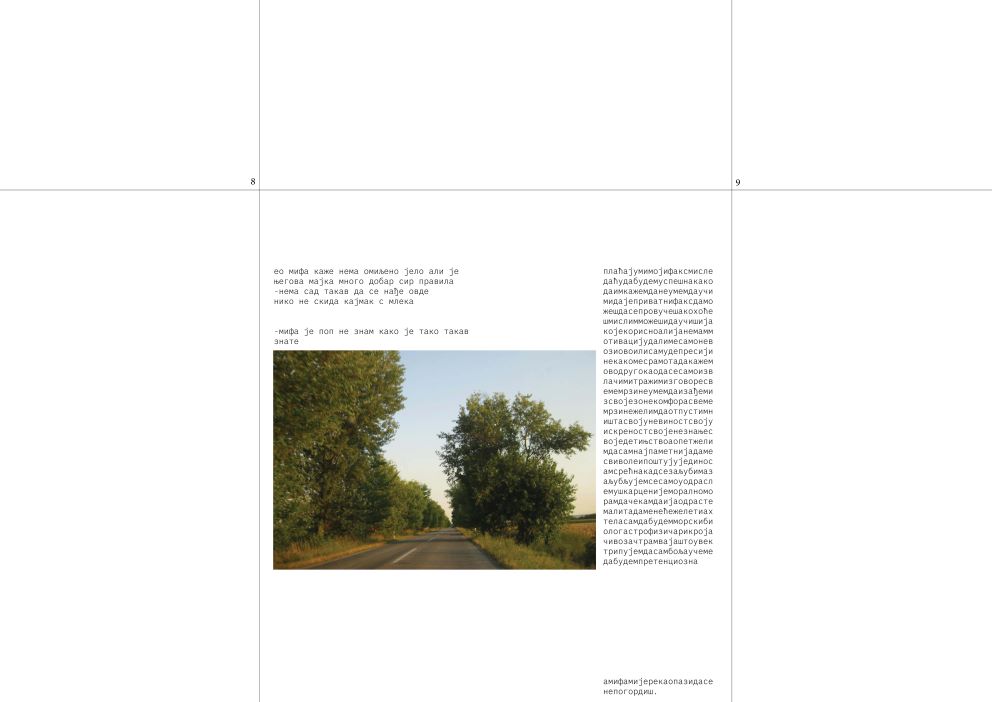 8
9
ео мифа каже нема омиљено јело али је
његова мајка много добар сир правила
-нема сад такав да се нађе овде
нико не скида кајмак с млека
-мифа је поп не знам како је тако такав
знате
плаћајумимојифаксмисле
даћудабудемуспешнакако
даимкажемданеумемдаучи
мидајеприватнифаксдамо
жешдасепровучешакохоће
шмислимможешидаучишија
којекорисноалијанемамм
отивацијудалимесамонев
озиовоилисамудепресији
некакомесрамотадакажем
оводругокаодасесамоизв
лачимитражимизговоресв
емемрзинеумемдаизађеми
зсвојезонекомфорасвеме
мрзинежелимдаотпустимн
иштасвојуневиностсвоју
искреностсвојенезнањес
воједетињствоаопетжели
мдасамнајпаметнијадаме
свиволеипоштујујединос
амсрећнакадсезаљубимаз
аљубљујемсесамоуодрасл
емушкарценијеморалномо
рамдачекамдаијаодрасте
малитадаменећежелетиах
теласамдабудемморскиби
ологастрофизичарикроја
чивозачтрамвајаштоувек
трипујемдасамбољаучеме
дабудемпретенциозна
амифамијерекаопазидасе
непогордиш.